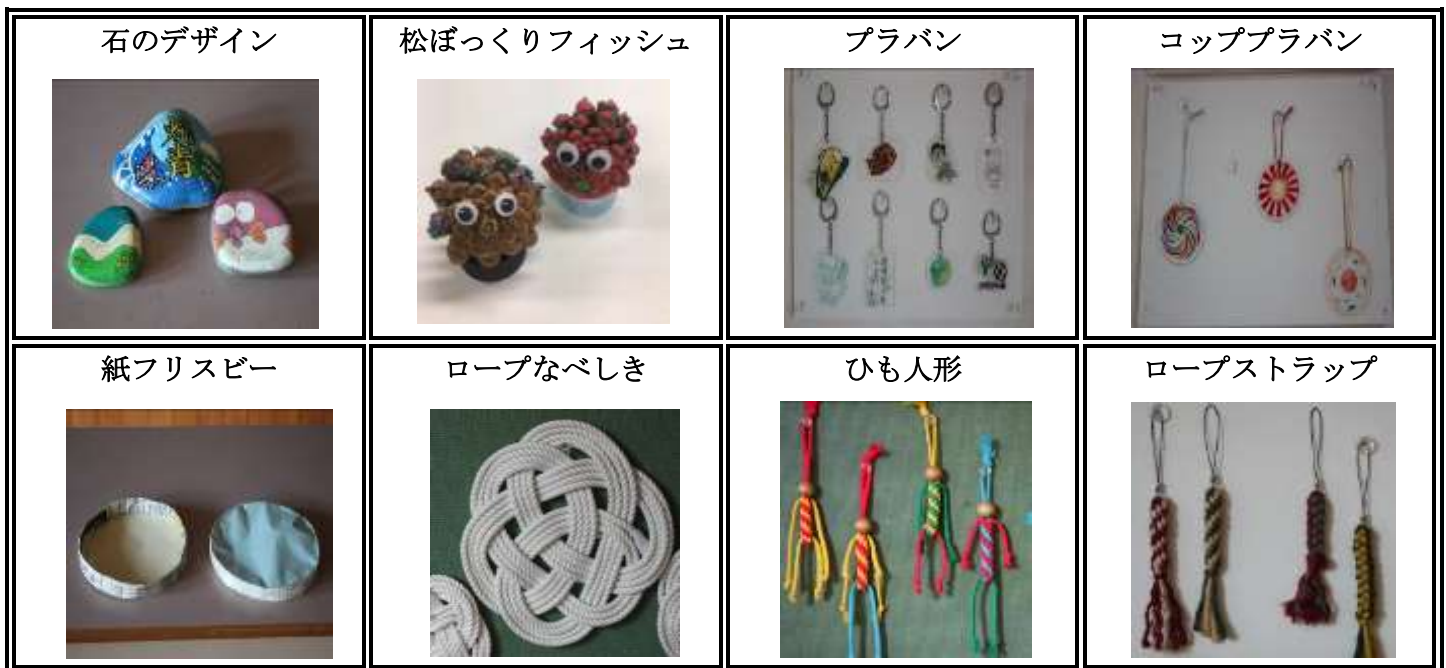 石のデザイン
松ぼっくりフィッシュ
プラバン
コッププラバン
紙フリスビー
ロープなべしき
ひも人形
ロープストラップ